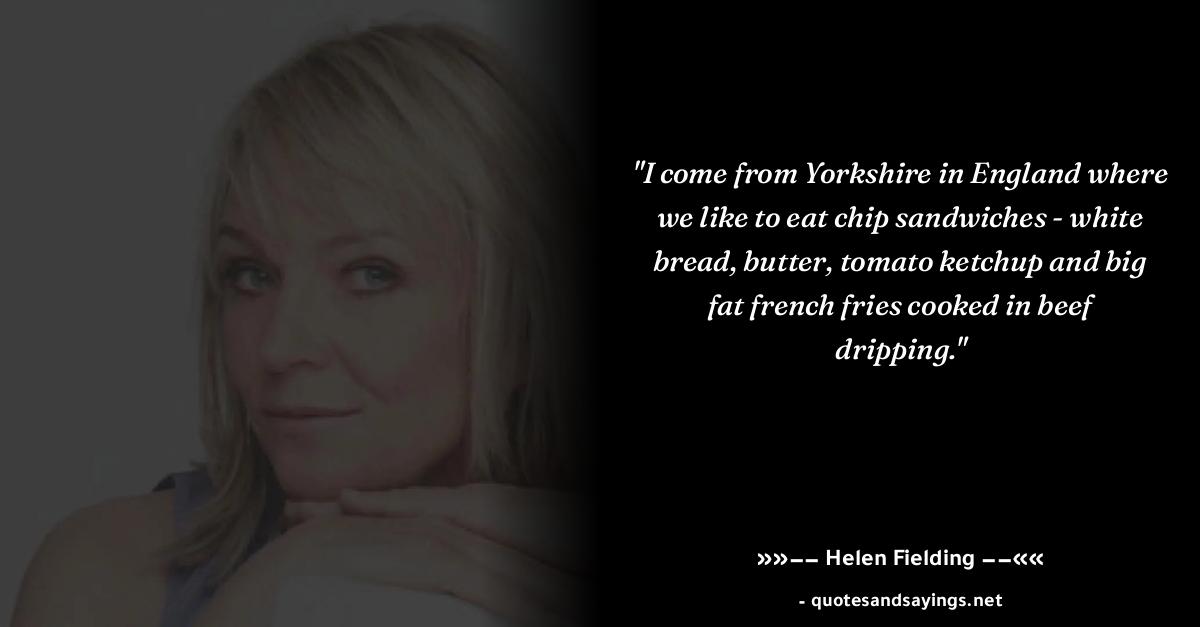 "I come from Yorkshire in England where
we like to eat chip sandwiches - white
bread, butter, tomato ketchup and big
fat french fries cooked in beef
dripping."
»»−− Helen Fielding −−««
- quotesandsayings.net